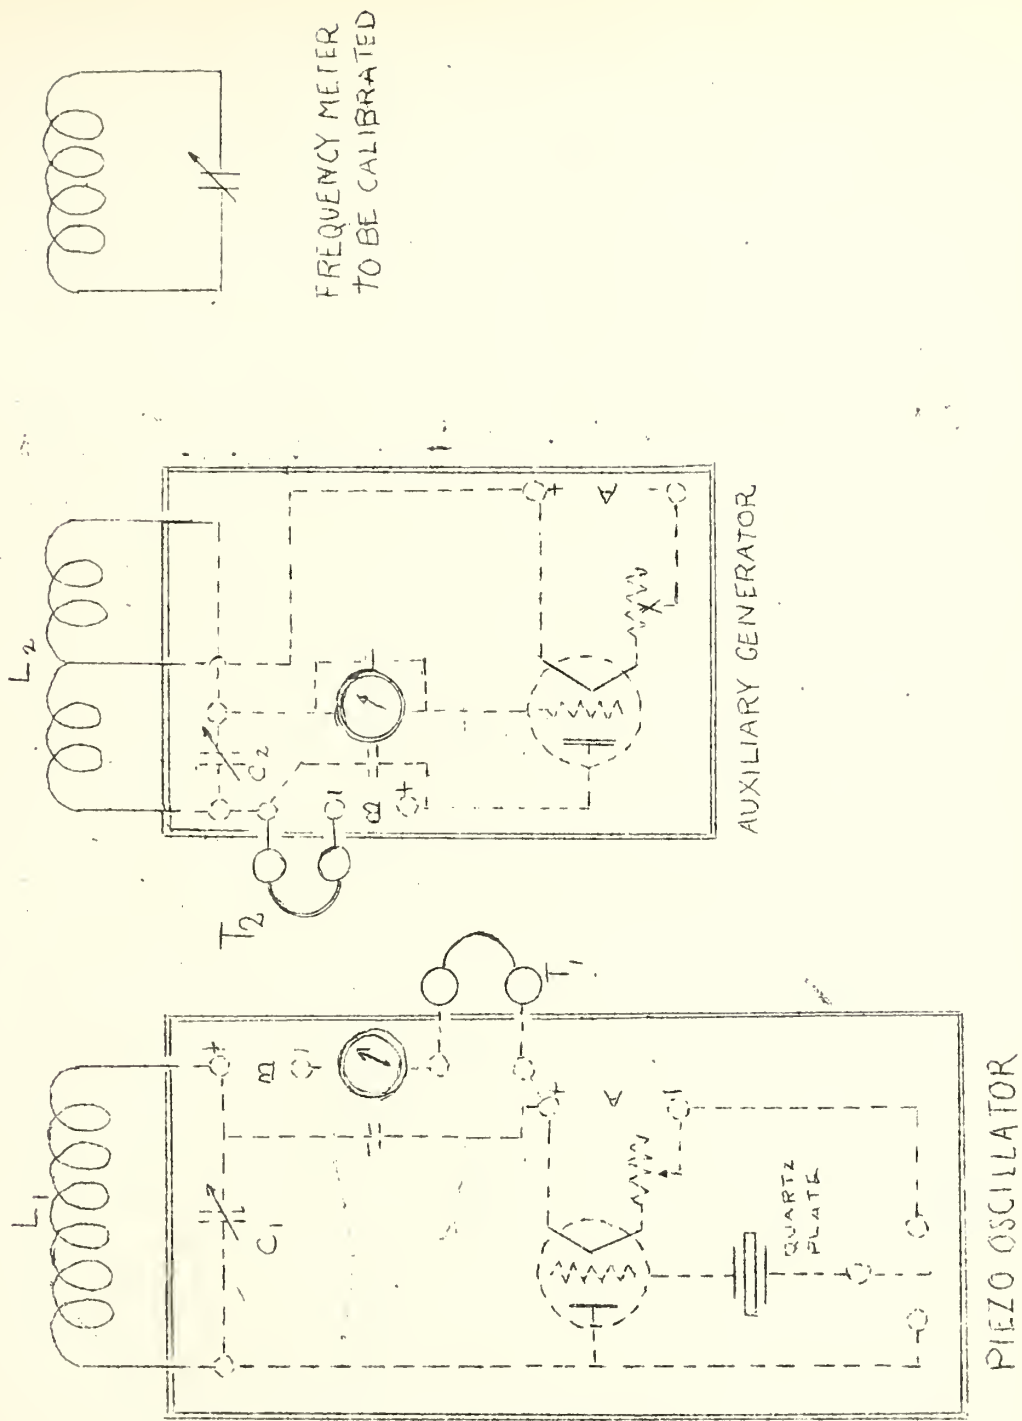 FREQUENCY METER
TO BE CALIBRATED
L2
C2
B
+
-
T2
+
A
AUXILIARY GENERATOR
L1
C1
+
B
-
T1
+
A
-
QUARTZ
PLATE
PIEZO OSCILLATOR